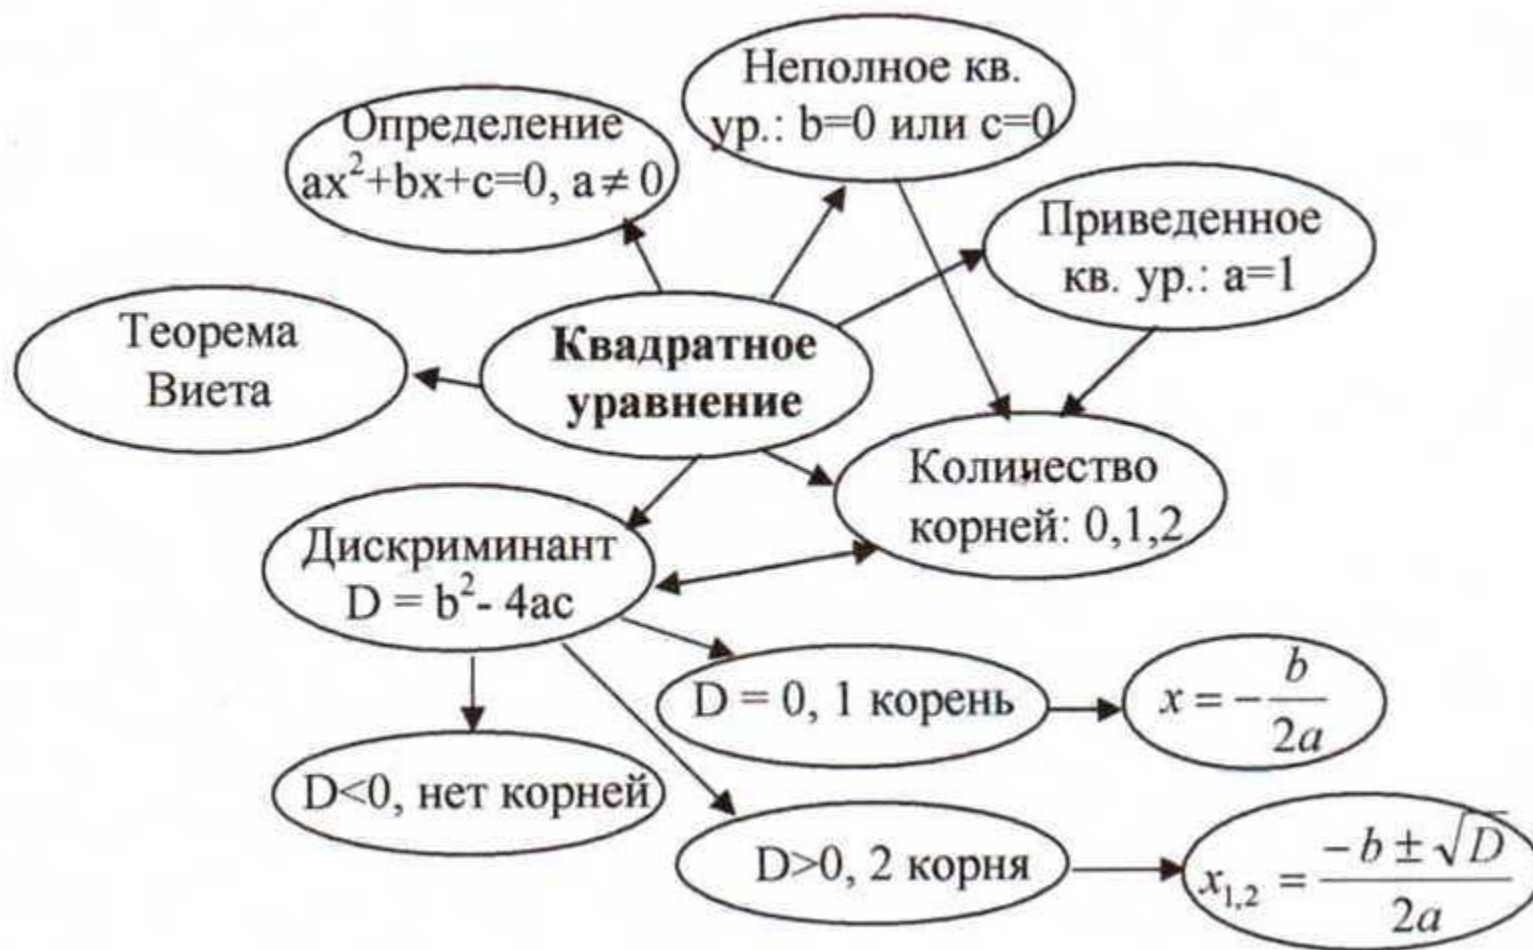 Неполное кв.
ур.: b=0 или c=0
Определение
ax²+bx+c=0, a≠0
Приведенное
кв. ур.: a=1
Теорема
Виета
Квадратное
уравнение
Количество
корней: 0,1,2
Дискриминант
D = b²- 4ac
D = 0, 1 корень
x = -b/2a
D<0, нет корней
D>0, 2 корня
x₁,₂ = (-b ± √D)/2a